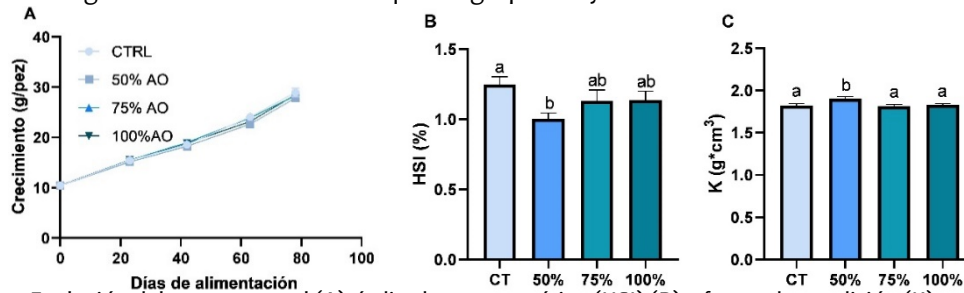 A
B
C
Crecimiento (g/pez)
40
30
20
10
0
CTRL
50% AO
75% AO
100%AO
0 20 40 60 80 100
Días de alimentación
HSI (%)
1.5
1.0
0.5
0.0
a b ab ab
CT 50% 75% 100%
K (g*cm³)
2.5
2.0
1.5
1.0
0.5
0.0
a b a a
CT 50% 75% 100%